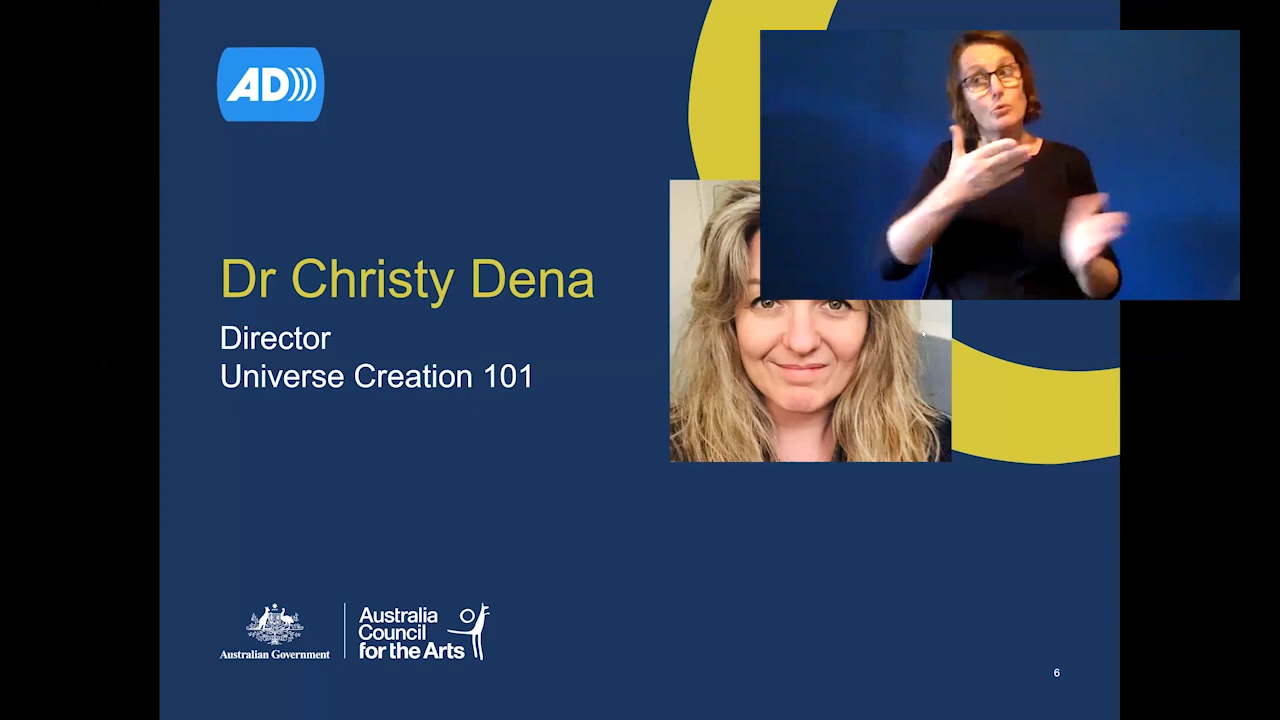 AD
Dr Christy Dena
Director
Universe Creation 101
Australian Government
Australia
Council
for the Arts
6